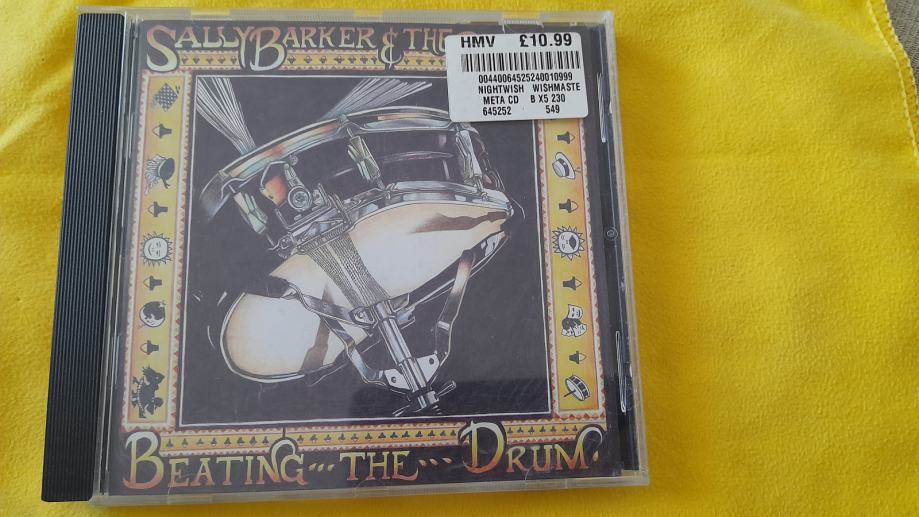 SALLY BARKER & THE
HMV £10.99
00440064525240010999
NIGHTWISH WISHMASTE
META CD B X5 230
645252 549
BEATING...THE...DRUM.